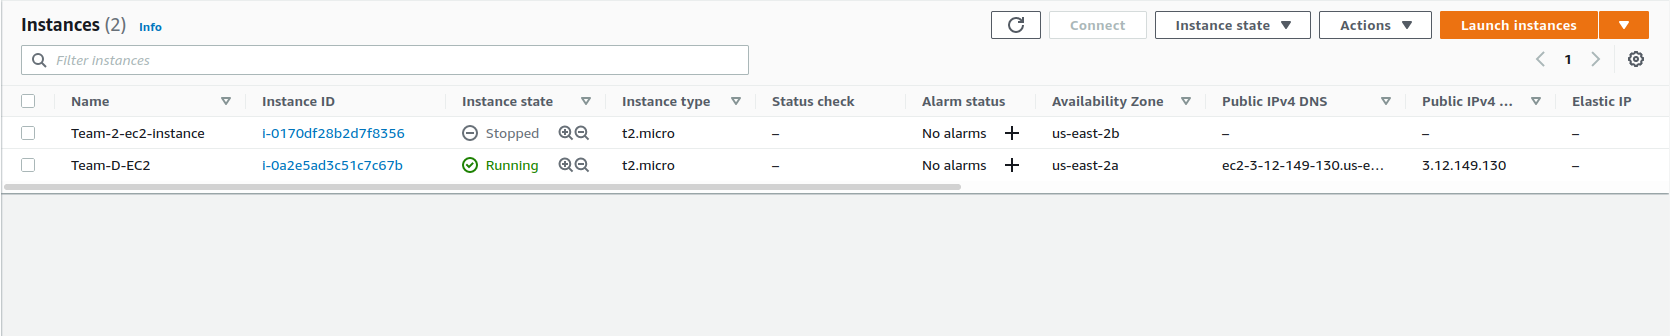 Instances (2) Info Connect Instance state Actions Launch instances
Filter instances 1
Name Instance ID Instance state Instance type Status check Alarm status Availability Zone Public IPv4 DNS Public IPv4 ... Elastic IP
Team-2-ec2-instance i-0170df28b2d7f8356 Stopped t2.micro – No alarms + us-east-2b – – –
Team-D-EC2 i-0a2e5ad3c51c7c67b Running t2.micro – No alarms + us-east-2a ec2-3-12-149-130.us-e... 3.12.149.130 –